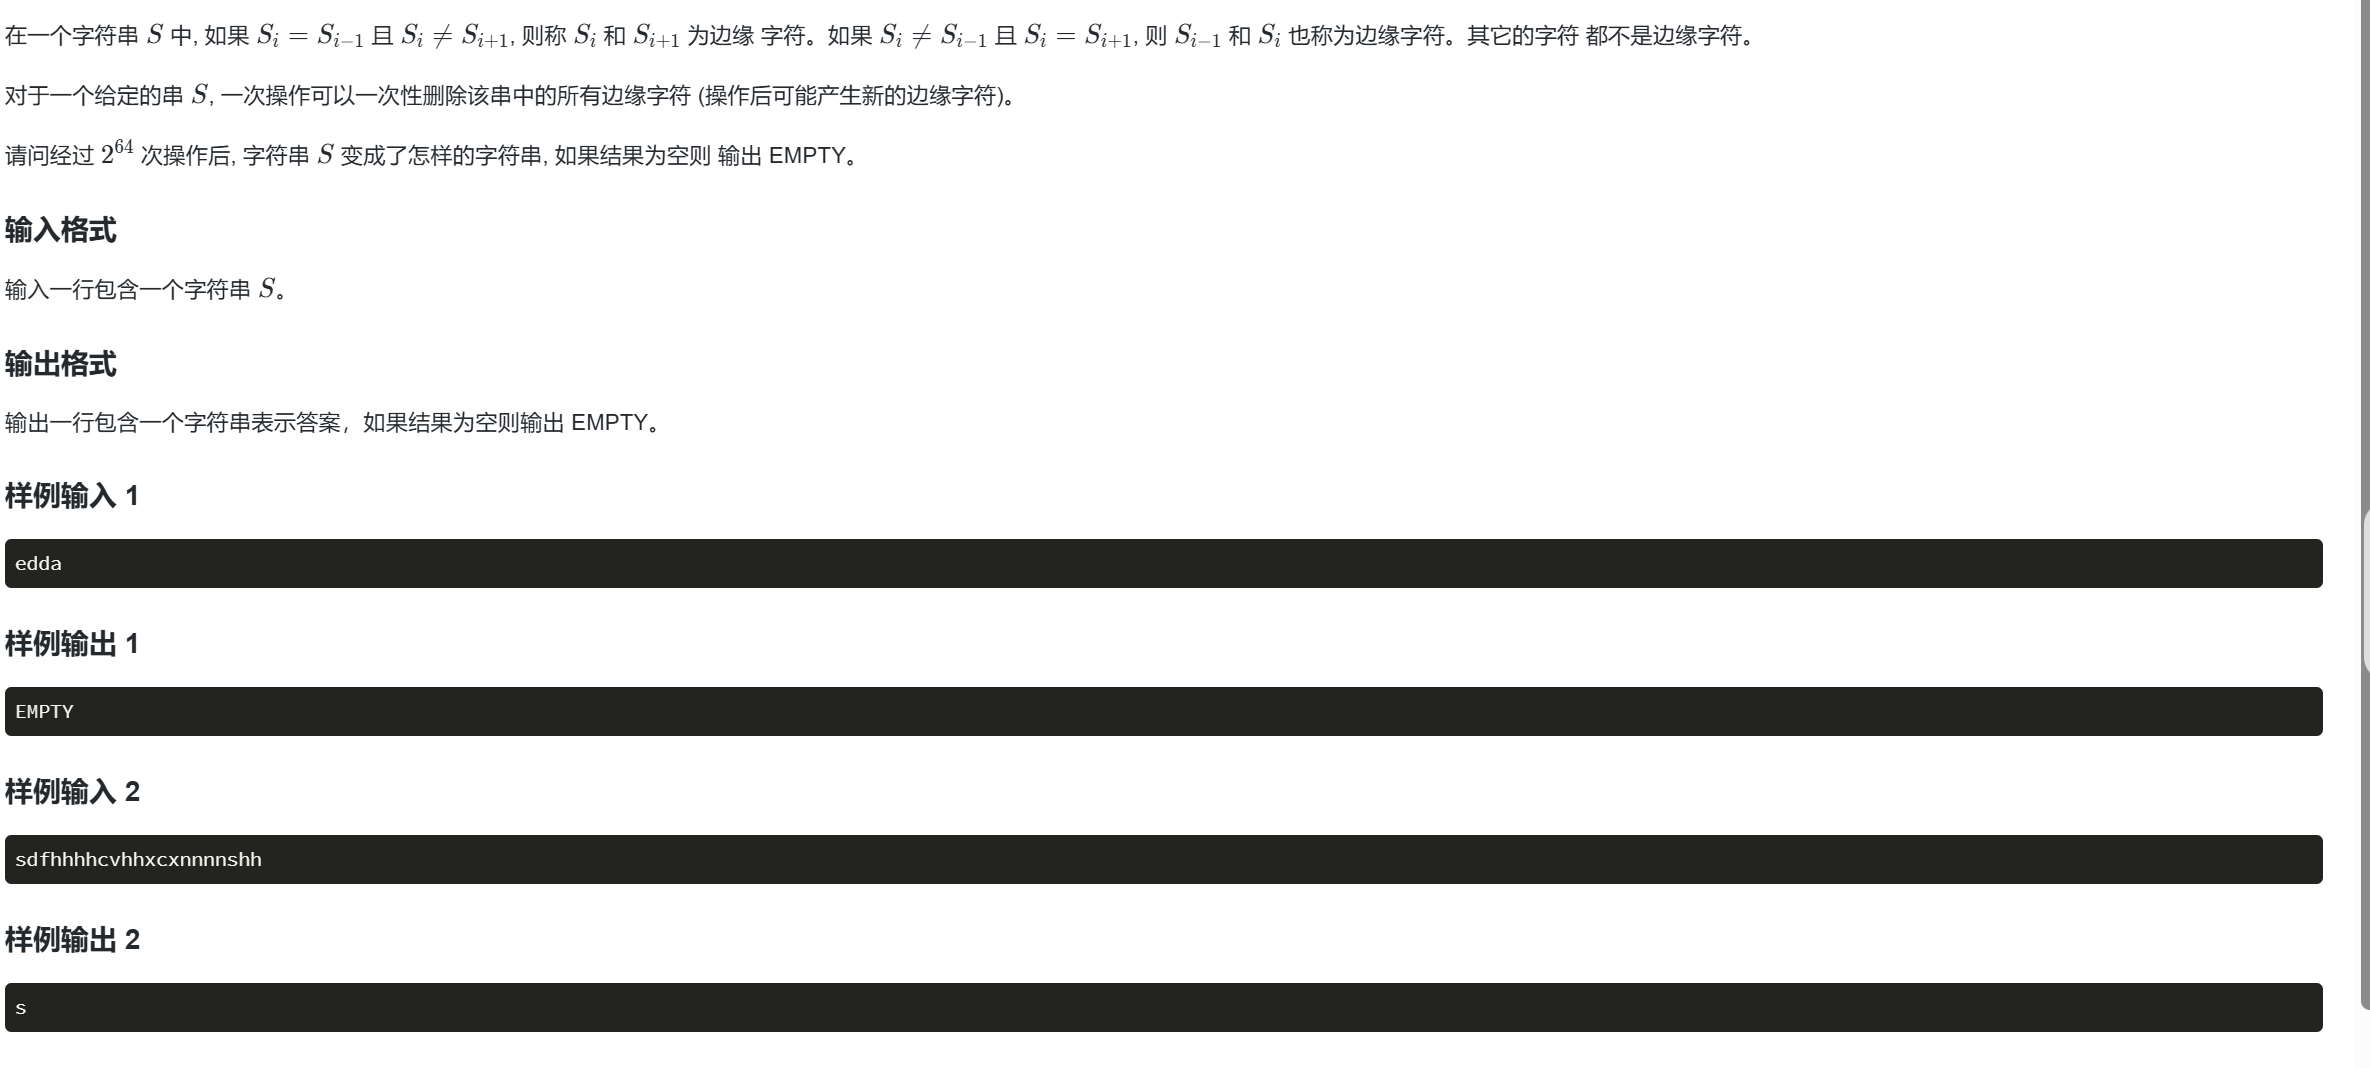 在一个字符串 S 中, 如果 S_i = S_{i−1} 且 S_i ≠ S_{i+1}, 则称 S_i 和 S_{i+1} 为边缘 字符。如果 S_i ≠ S_{i−1} 且 S_i = S_{i+1}, 则 S_{i−1} 和 S_i 也称为边缘字符。其它的字符 都不是边缘字符。
对于一个给定的串 S, 一次操作可以一次性删除该串中的所有边缘字符 (操作后可能产生新的边缘字符)。
请问经过 2^{64} 次操作后, 字符串 S 变成了怎样的字符串, 如果结果为空则 输出 EMPTY。
输入格式
输入一行包含一个字符串 S。
输出格式
输出一行包含一个字符串表示答案，如果结果为空则输出 EMPTY。
样例输入 1
edda
样例输出 1
EMPTY
样例输入 2
sdfhhhhcvhhxcxnnnnshh
样例输出 2
s